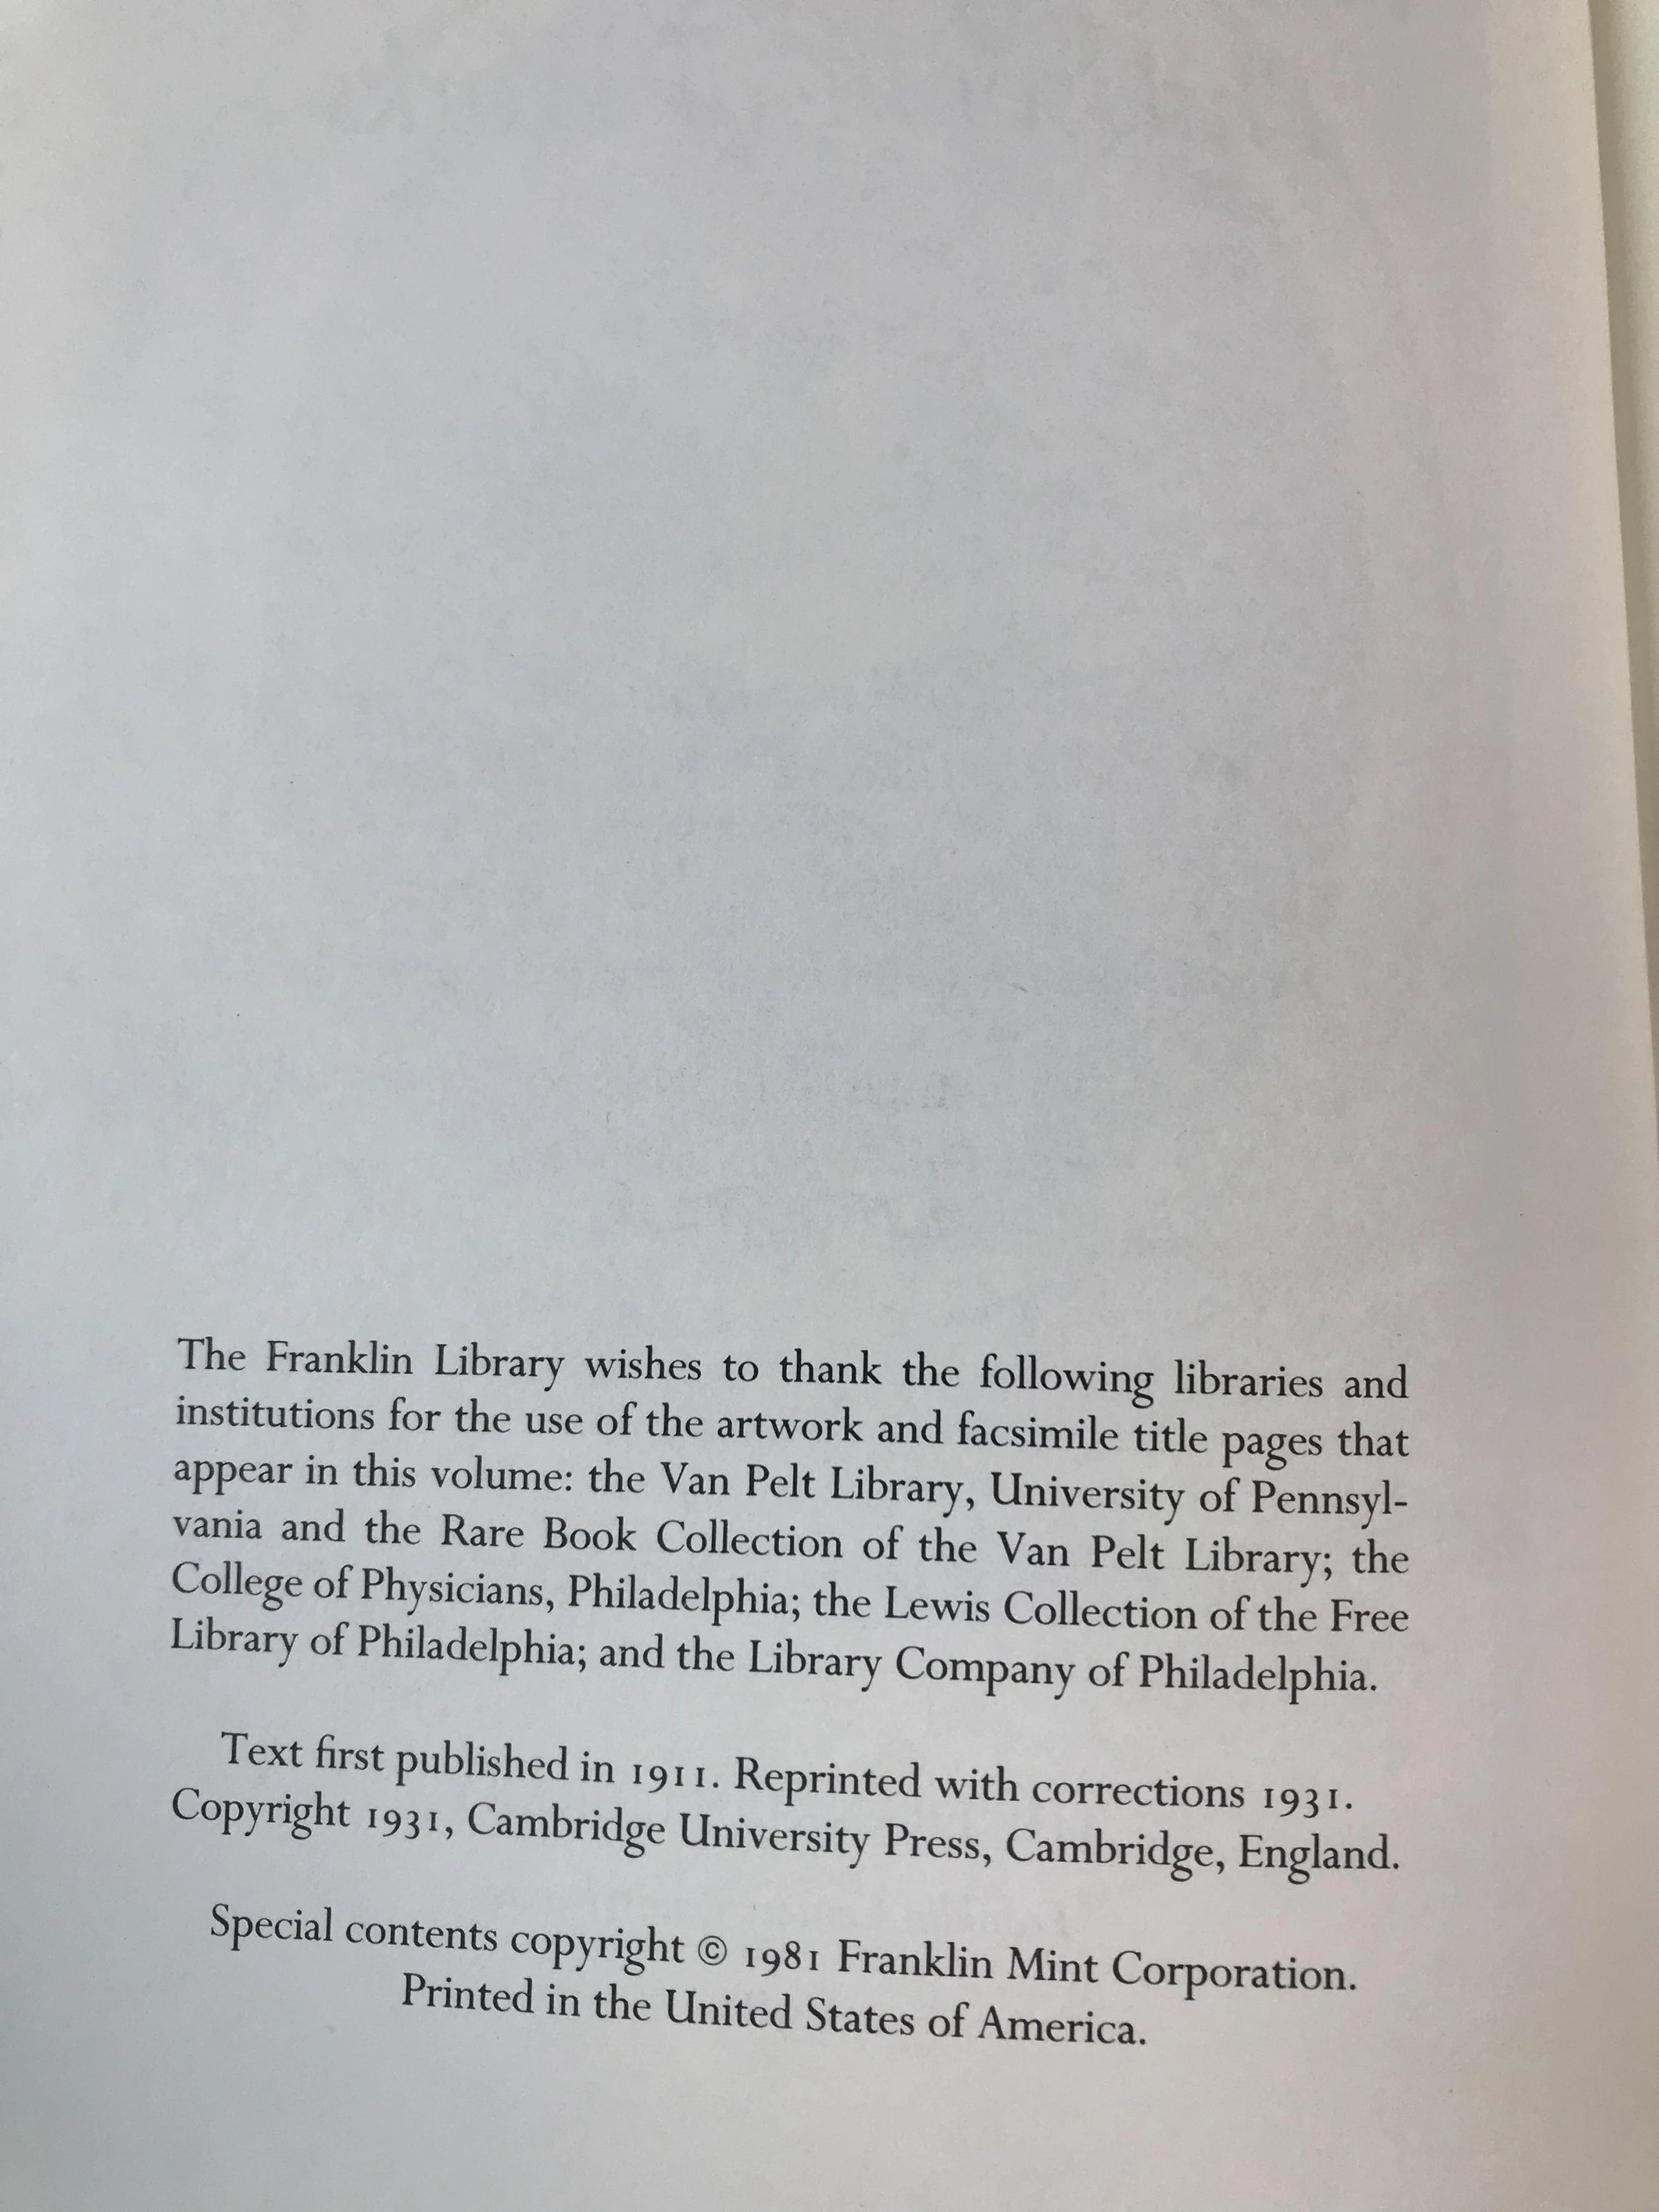 The Franklin Library wishes to thank the following libraries and
institutions for the use of the artwork and facsimile title pages that
appear in this volume: the Van Pelt Library, University of Pennsyl-
vania and the Rare Book Collection of the Van Pelt Library; the
College of Physicians, Philadelphia; the Lewis Collection of the Free
Library of Philadelphia; and the Library Company of Philadelphia.
Text first published in 1911. Reprinted with corrections 1931.
Copyright 1931, Cambridge University Press, Cambridge, England.
Special contents copyright © 1981 Franklin Mint Corporation.
Printed in the United States of America.